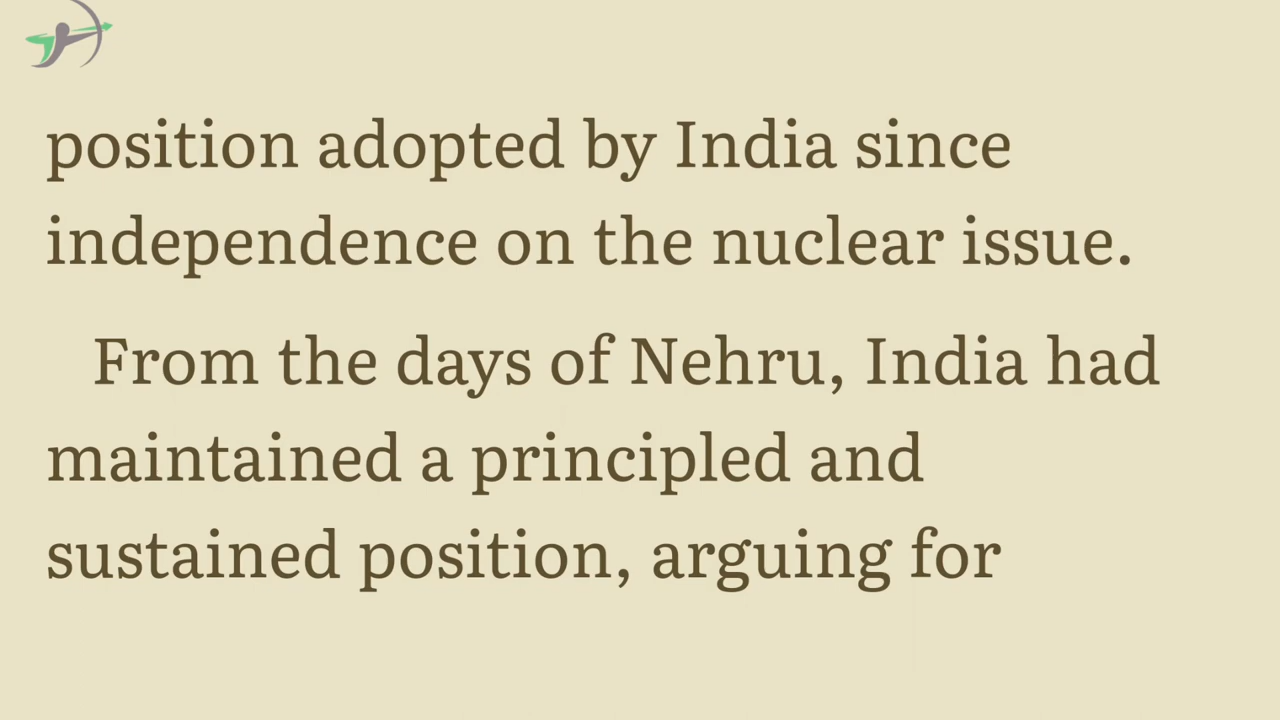 position adopted by India since
independence on the nuclear issue.
From the days of Nehru, India had
maintained a principled and
sustained position, arguing for